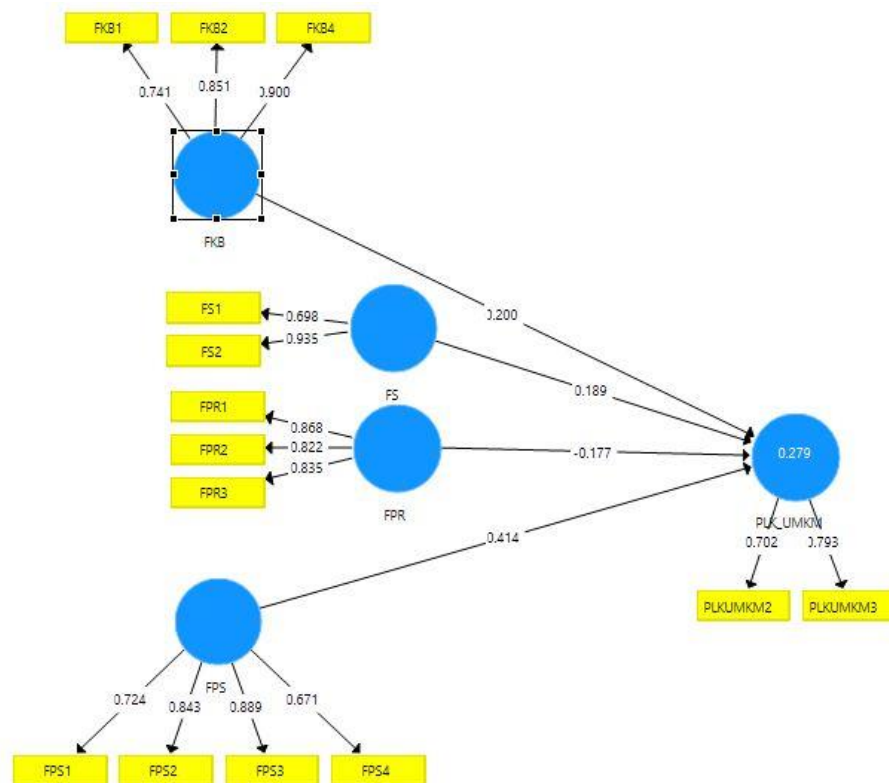 FKB1 FKB2 FKB4
0.741 0.851 0.900
FKB
0.200
FS1
0.698
FS2
0.935
FS
0.189
FPR1
0.868
FPR2
0.822
FPR3
0.835
FPR
-0.177
0.279
PLK_UMKM
0.702 0.793
PLKUMKM2 PLKUMKM3
0.414
FPS
0.724 0.843 0.889 0.671
FPS1 FPS2 FPS3 FPS4